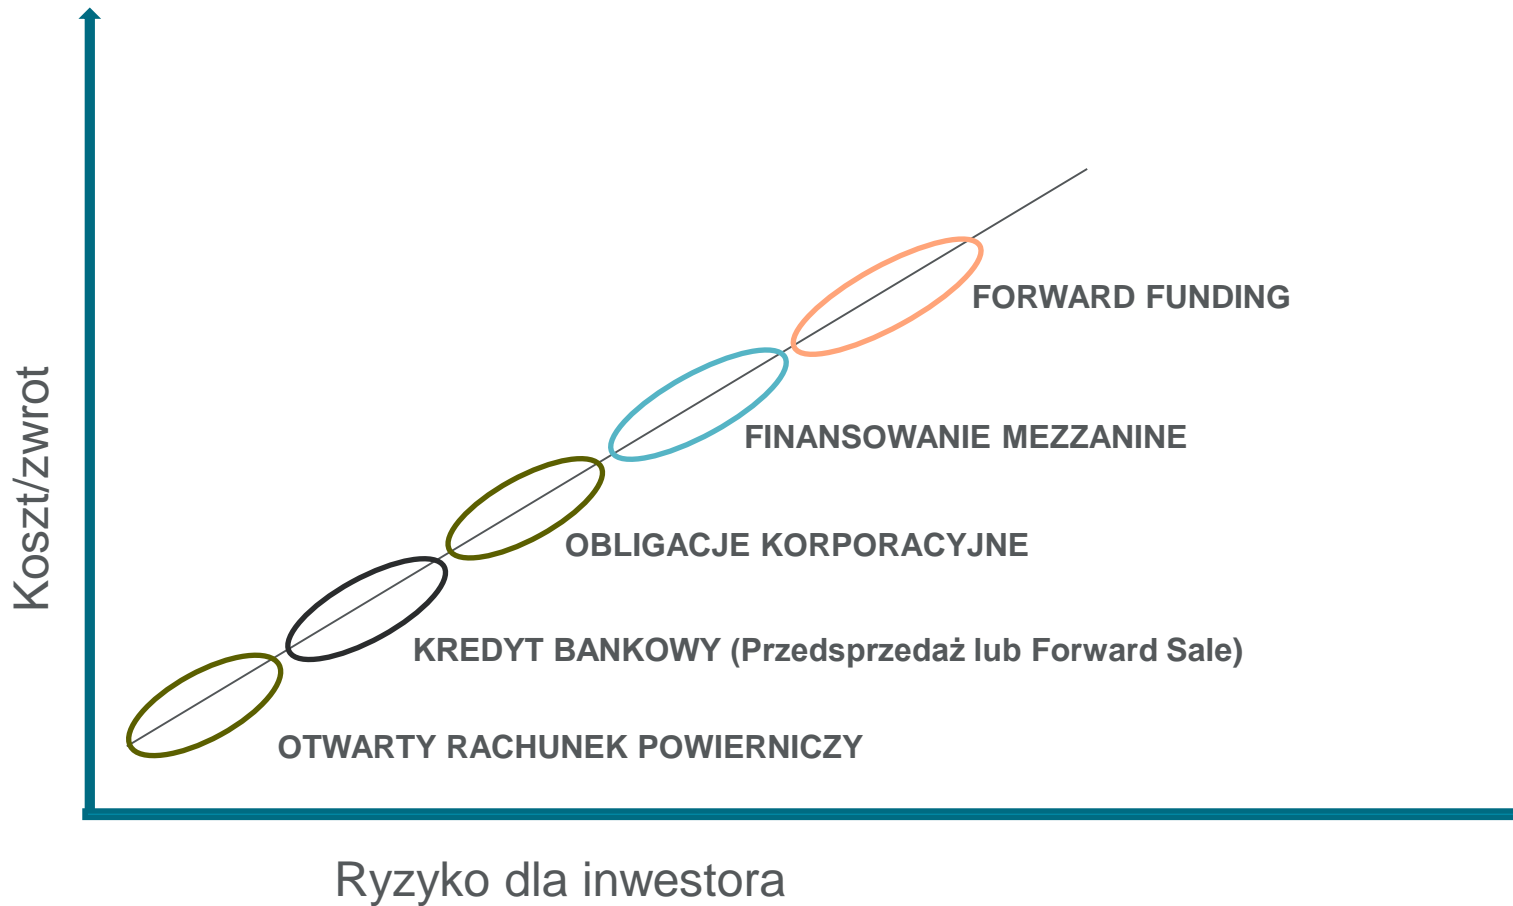 Koszt/zwrot
FORWARD FUNDING
FINANSOWANIE MEZZANINE
OBLIGACJE KORPORACYJNE
KREDYT BANKOWY (Przedsprzedaż lub Forward Sale)
OTWARTY RACHUNEK POWIERNICZY
Ryzyko dla inwestora